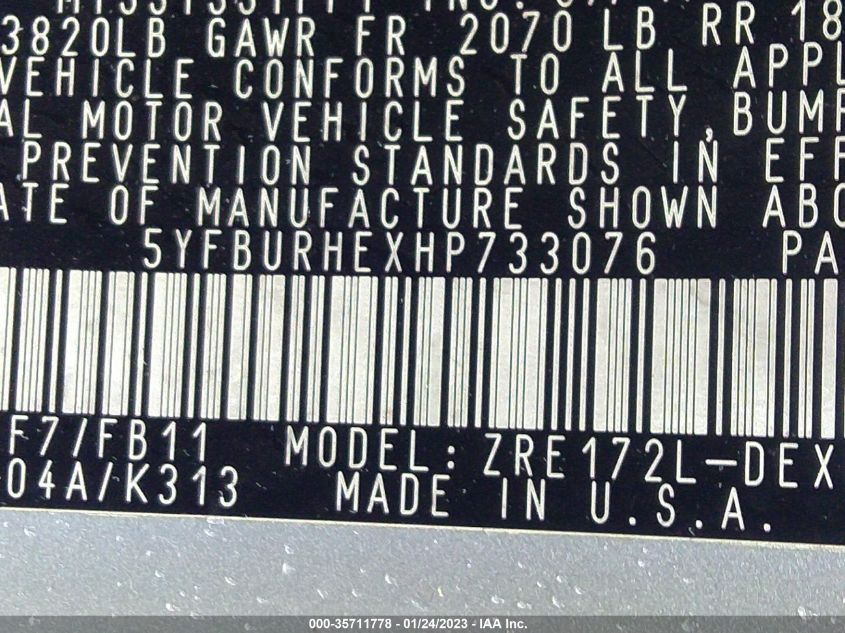 3820LB GAWR FR 2070 LB RR 18
VEHICLE CONFORMS TO ALL APPL
AL MOTOR VEHICLE SAFETY, BUMP
PREVENTION STANDARDS IN EFF
ATE OF MANUFACTURE SHOWN ABO
5YFBURHEXHP733076 PA
F7/FB11 MODEL: ZRE172L-DEX
04A/K313 MADE IN U.S.A.
000-35711778 - 01/24/2023 - IAA Inc.